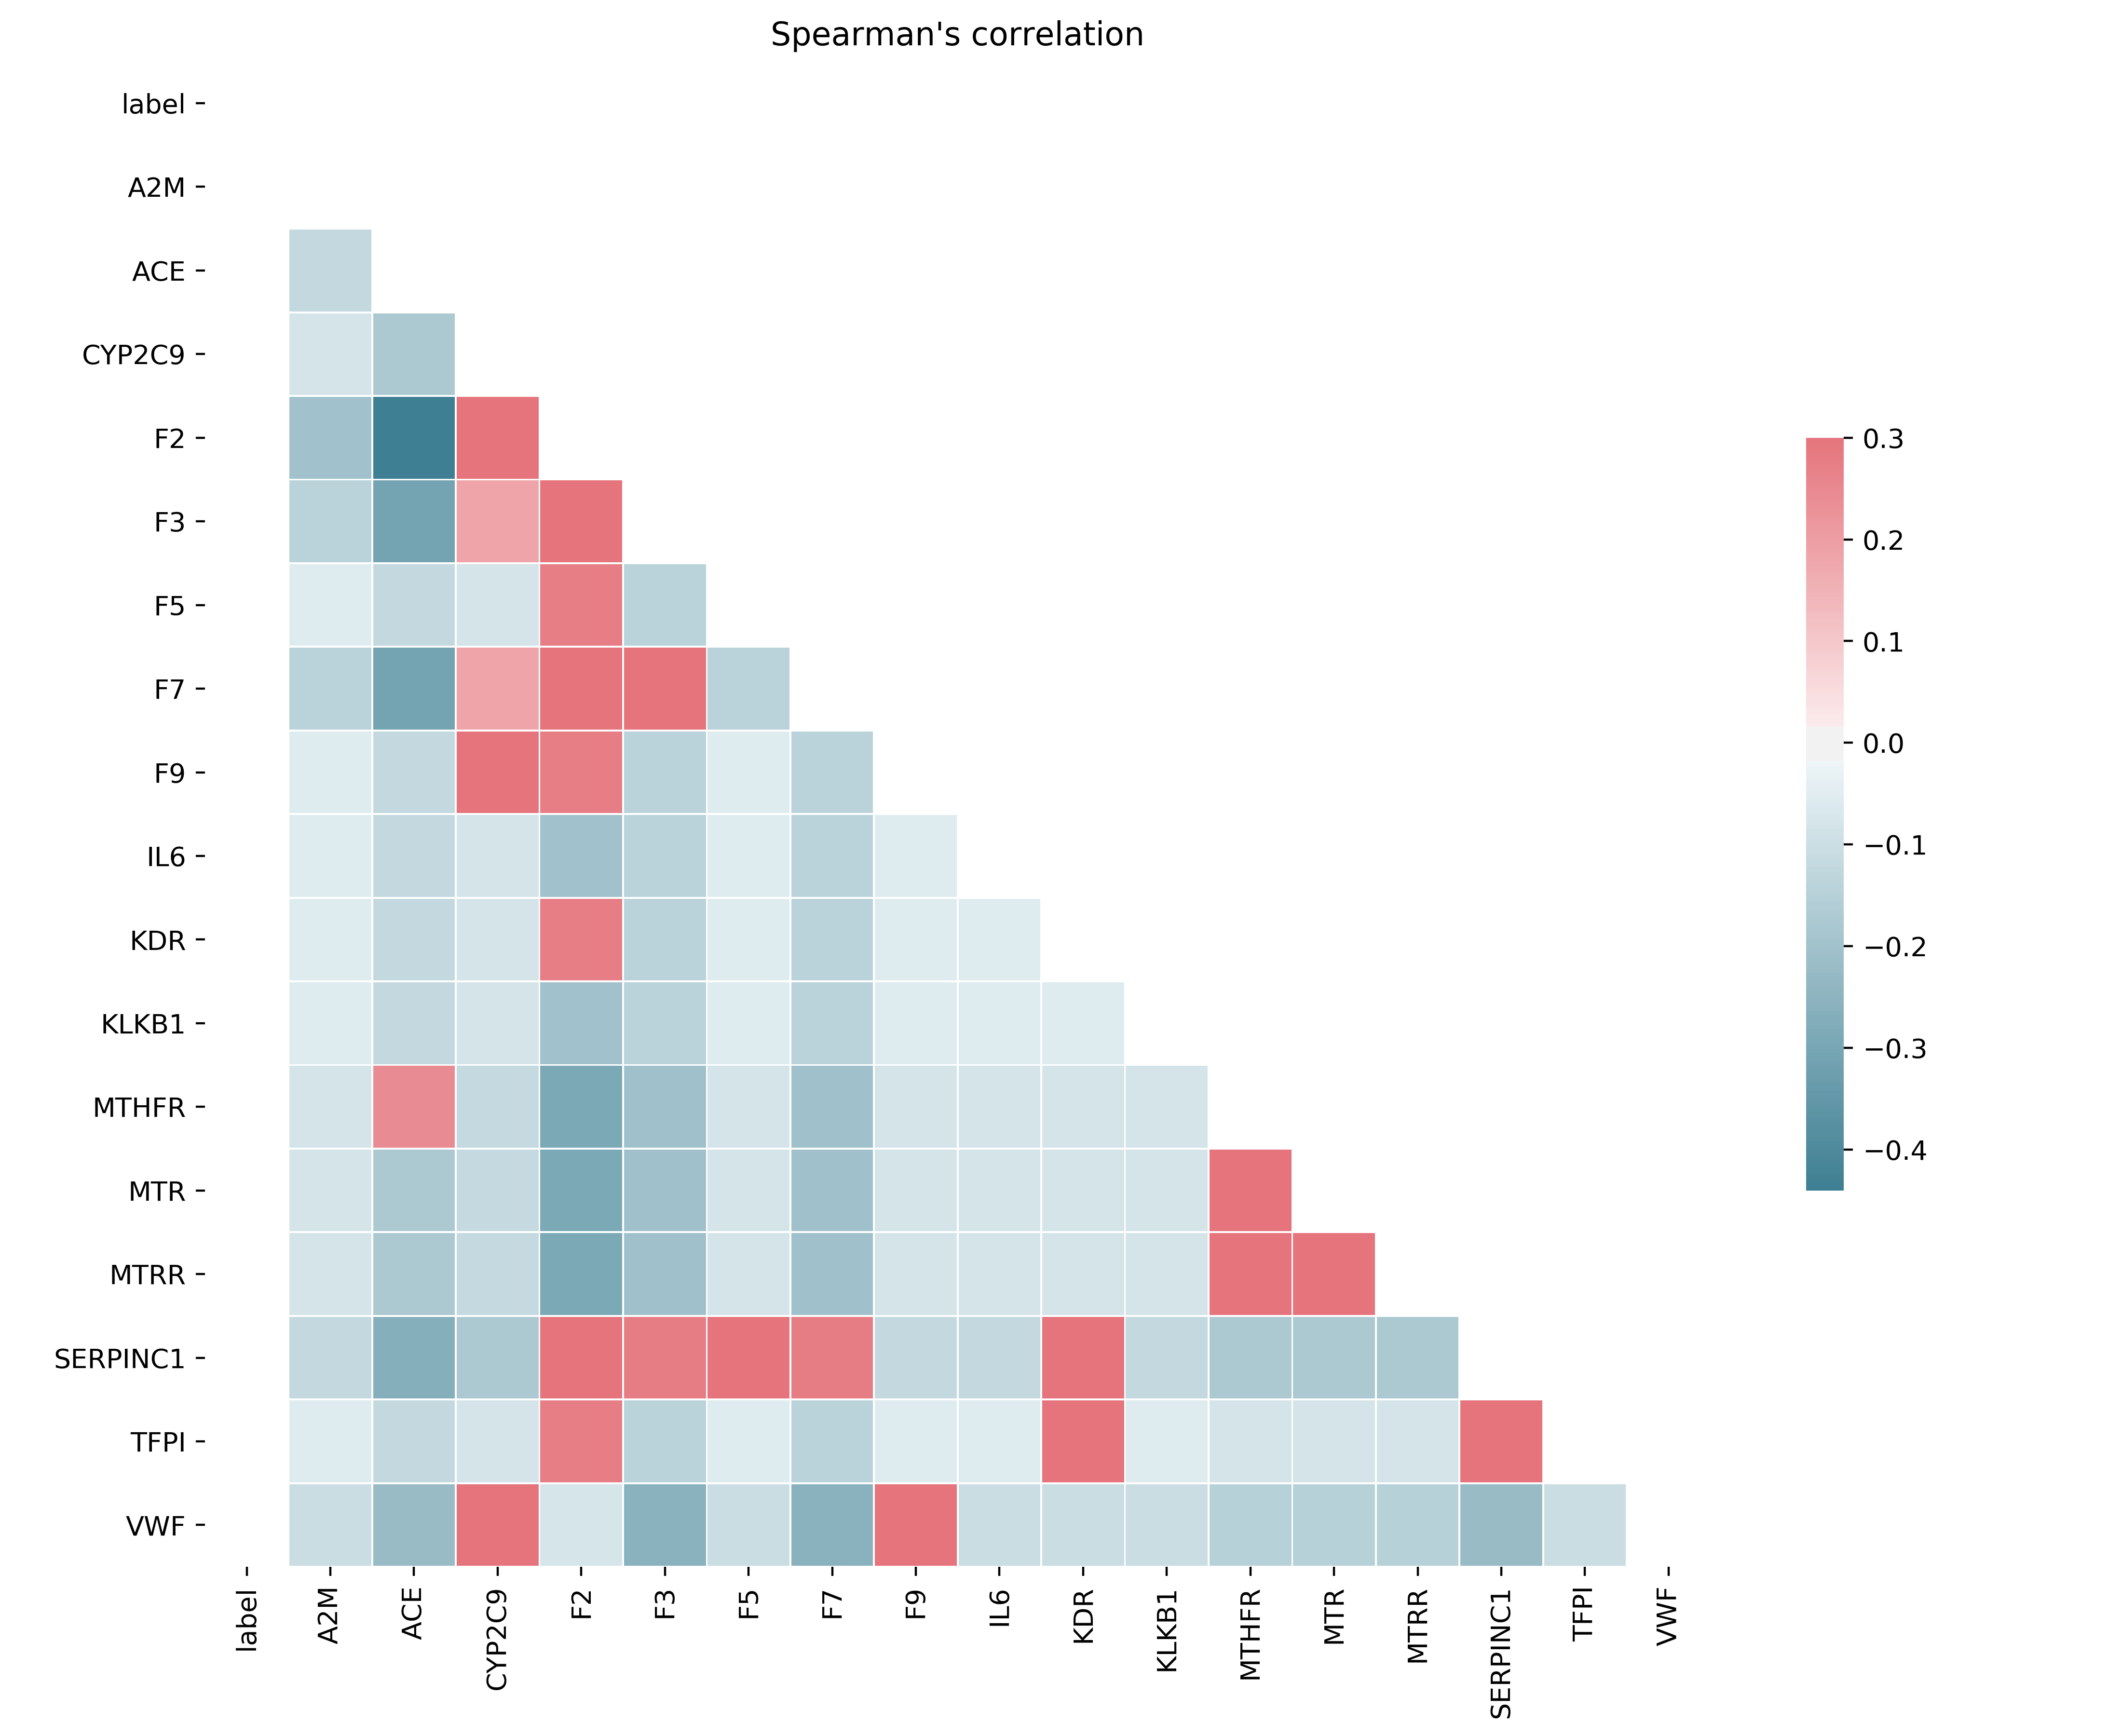 Spearman's correlation
label
A2M
ACE
CYP2C9
F2
F3
F5
F7
F9
IL6
KDR
KLKB1
MTHFR
MTR
MTRR
SERPINC1
TFPI
VWF
label
A2M
ACE
CYP2C9
F2
F3
F5
F7
F9
IL6
KDR
KLKB1
MTHFR
MTR
MTRR
SERPINC1
TFPI
VWF
0.3
0.2
0.1
0.0
−0.1
−0.2
−0.3
−0.4